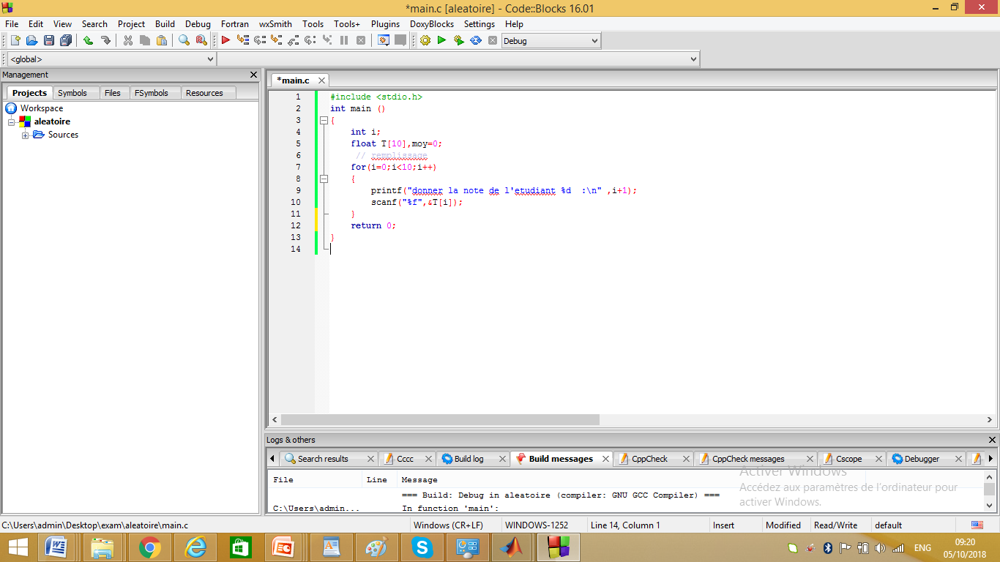 *main.c [aleatoire] - Code::Blocks 16.01
File Edit View Search Project Build Debug Fortran wxSmith Tools Tools+ Plugins DoxyBlocks Settings Help
Debug
<global>
Management
Projects Symbols Files FSymbols Resources
Workspace
aleatoire
Sources
*main.c
1 #include <stdio.h>
2 int main ()
3 {
4 int i;
5 float T[10],moy=0;
6 // remplissage
7 for(i=0;i<10;i++)
8 {
9 printf("donner la note de l'etudiant %d  :\n" ,i+1);
10 scanf("%f",&T[i]);
11 }
12 return 0;
13 }
14
Logs & others
Search results Cccc Build log Build messages CppCheck CppCheck messages Cscope Debugger
File Line Message
=== Build: Debug in aleatoire (compiler: GNU GCC Compiler) ===
C:\Users\admin... In function 'main':
Activer Windows
Accédez aux paramètres de l'ordinateur pour
activer Windows.
C:\Users\admin\Desktop\exam\aleatoire\main.c Windows (CR+LF) WINDOWS-1252 Line 14, Column 1 Insert Modified Read/Write default
ENG
09:20
05/10/2018